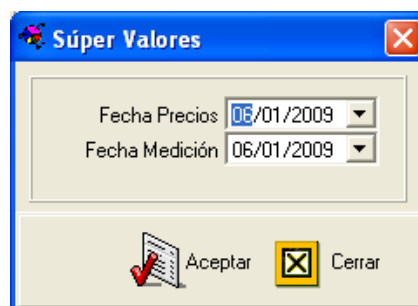 Súper Valores
Fecha Precios 06/01/2009
Fecha Medición 06/01/2009
Aceptar Cerrar